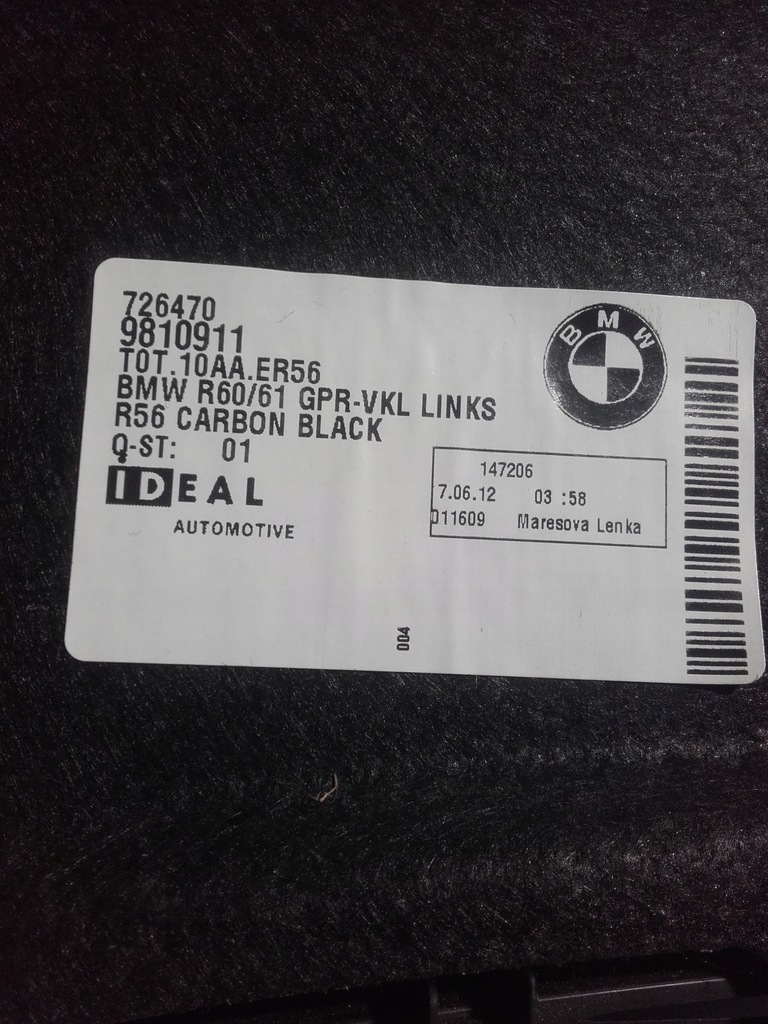 726470
9810911
TOT.10AA.ER56
BMW R60/61 GPR-VKL LINKS
R56 CARBON BLACK
Q-ST: 01
IDEAL
AUTOMOTIVE
BMW
147206
7.06.12 03 :58
011609 Maresova Lenka
004